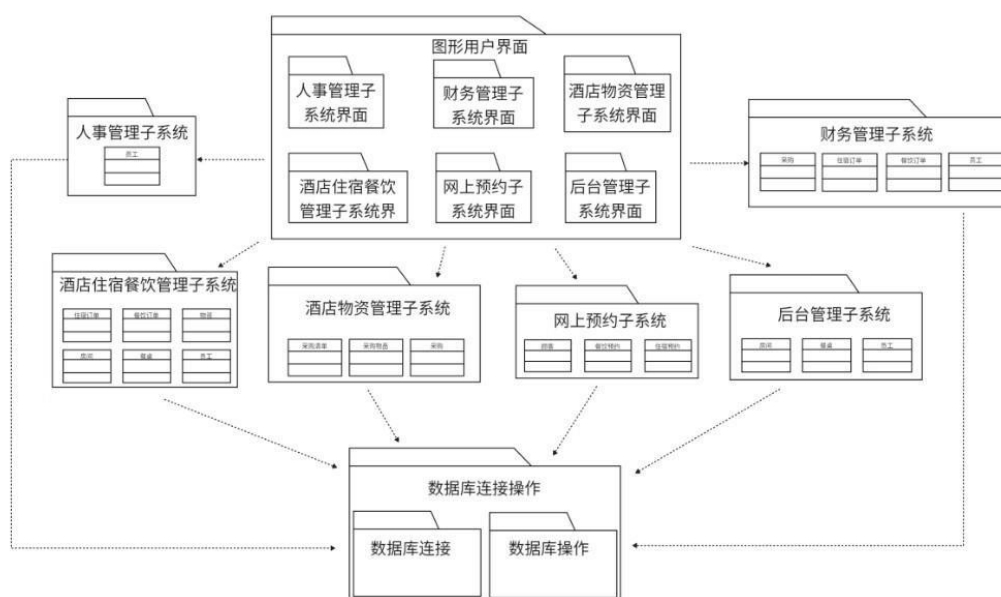 图形用户界面
人事管理子
系统界面
财务管理子
系统界面
酒店物资管理
子系统界面
酒店住宿餐饮
管理子系统界
网上预约子
系统界面
后台管理子
系统界面
人事管理子系统
员工
财务管理子系统
采购
住宿订单
餐饮订单
员工
酒店住宿餐饮管理子系统
住宿订单
餐饮订单
物资
房间
餐桌
员工
酒店物资管理子系统
采购清单
采购物资
采购
网上预约子系统
顾客
餐饮预约
住宿预约
后台管理子系统
房间
餐桌
员工
数据库连接操作
数据库连接
数据库操作